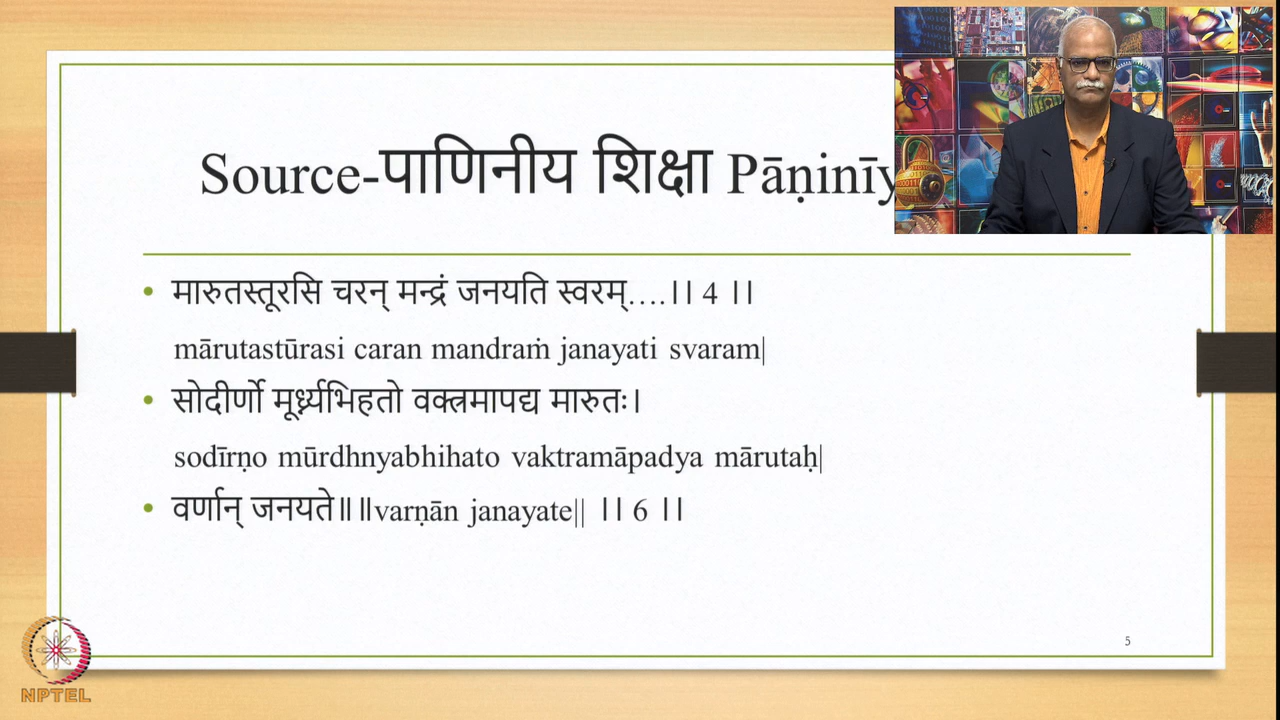 Source-पाणिनीय शिक्षा Pāṇinīy
• मारुतस्तूरसि चरन् मन्द्रं जनयति स्वरम्….।। 4 ।।
mārutastūrasi caran mandraṁ janayati svaram|
• सोदीर्णो मूर्ध्न्यभिहतो वक्त्रमापद्य मारुतः।
sodīrṇo mūrdhnyabhihato vaktramāpadya mārutaḥ|
• वर्णान् जनयते॥ ॥varṇān janayate|| ।। 6 ।।
5
NPTEL